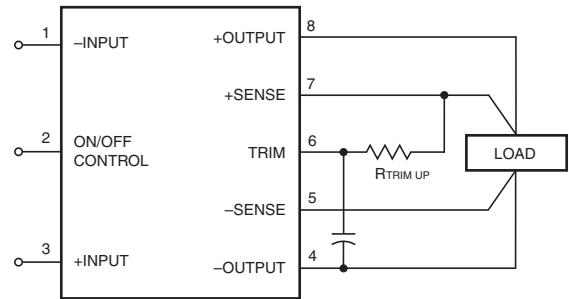 1
–INPUT
+OUTPUT
8
+SENSE
7
2
ON/OFF
CONTROL
TRIM
6
RTRIM UP
LOAD
–SENSE
5
3
+INPUT
–OUTPUT
4